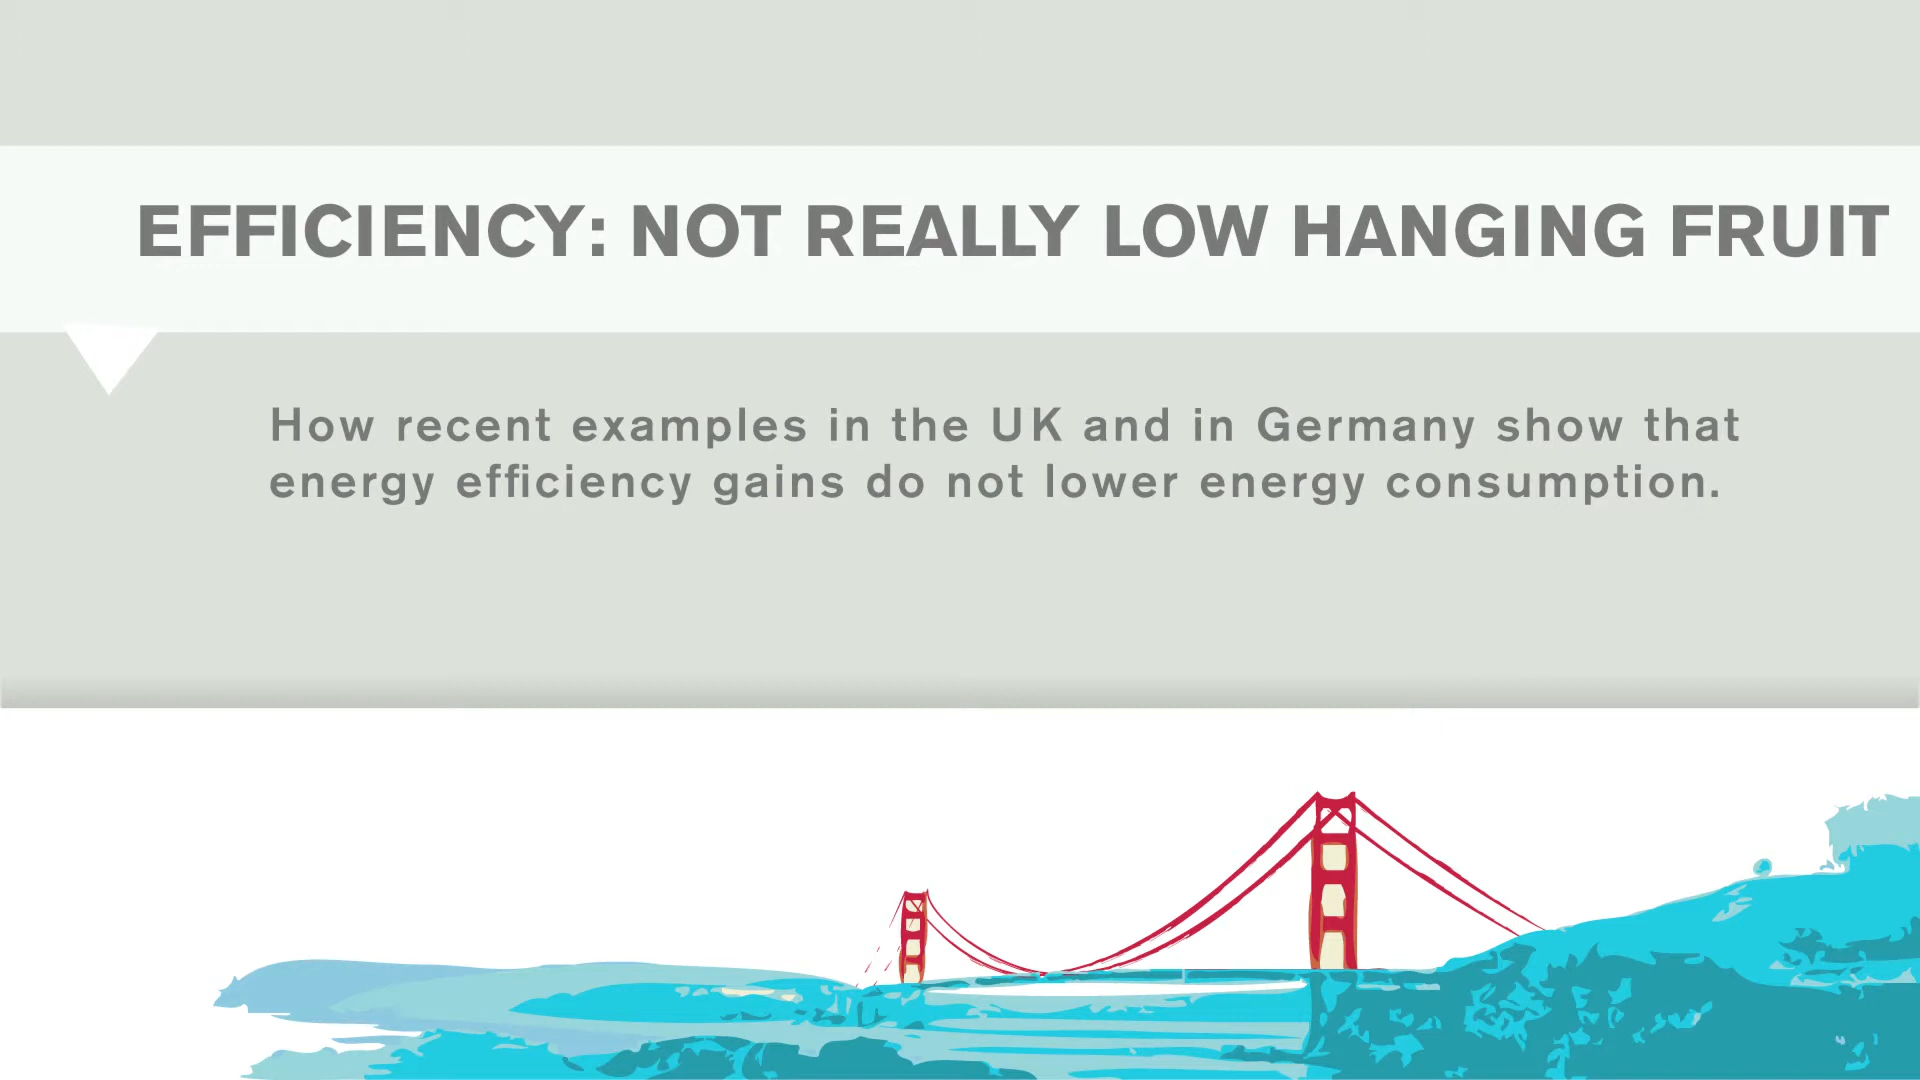 EFFICIENCY: NOT REALLY LOW HANGING FRUIT
How recent examples in the UK and in Germany show that
energy efficiency gains do not lower energy consumption.